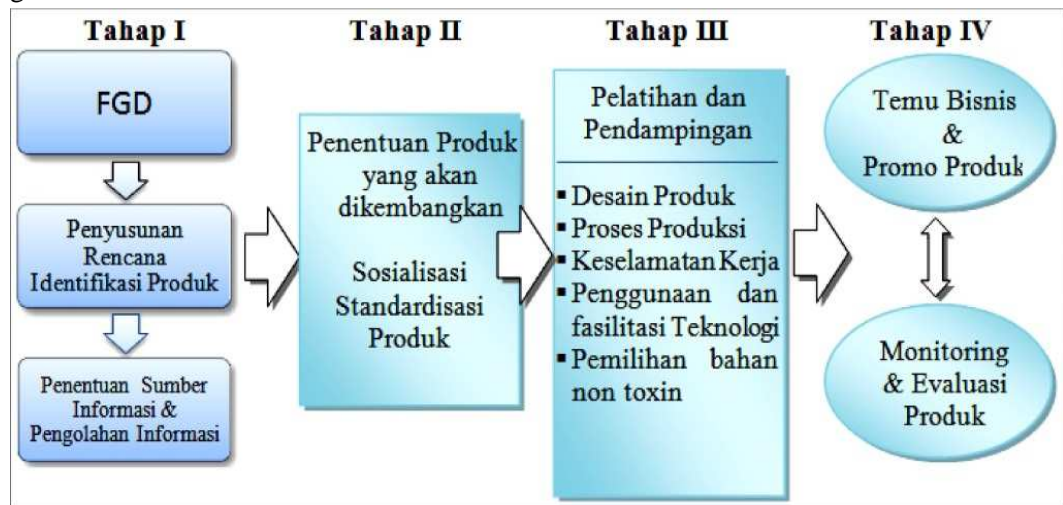 Tahap I
FGD
Penyusunan
Rencana
Identifikasi Produk
Penentuan Sumber
Informasi &
Pengolahan Informasi
Tahap II
Penentuan Produk
yang akan
dikembangkan
Sosialisasi
Standardisasi
Produk
Tahap III
Pelatihan dan
Pendampingan
▪ Desain Produk
▪ Proses Produksi
▪ Keselamatan Kerja
▪ Penggunaan dan
fasilitasi Teknologi
▪ Pemilihan bahan
non toxin
Tahap IV
Temu Bisnis
&
Promo Produk
Monitoring
& Evaluasi
Produk